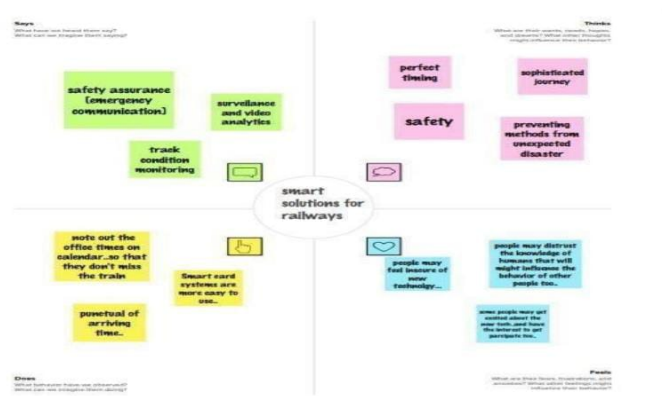 Says
What have we heard them say?
What can we imagine them saying?
safety assurance
[emergency
communication]
surveillance
and video
analytics
track
condition
monitoring
Thinks
What are their wants, needs, hopes,
and dreams? What other thoughts
might influence their behavior?
perfect
timing
sophisticated
journey
safety
preventing
methods from
unexpected
disaster
smart
solutions for
railways
note out the
office times on
calendar..so that
they don't miss
the train
Smart card
systems are
more easy to
use..
punctual of
arriving
time..
Does
What behavior have we observed?
What can we imagine them doing?
people may
feel insecure of
new
technolgy...
people may distrust
the knowledge of
humans that will
might influence the
behavior of other
people too..
some people may get
excited about the
new tech..and have
the interest to get
participate too..
Feels
What are their fears, frustrations, and
anxieties? What other feelings might
influence their behavior?